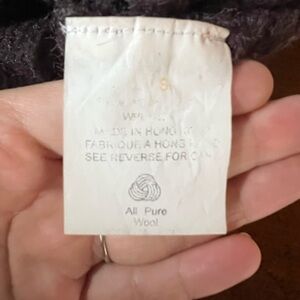 S
MADE IN HONG
FABRIQUE A HONG
SEE REVERSE FOR
All Pure
Wool